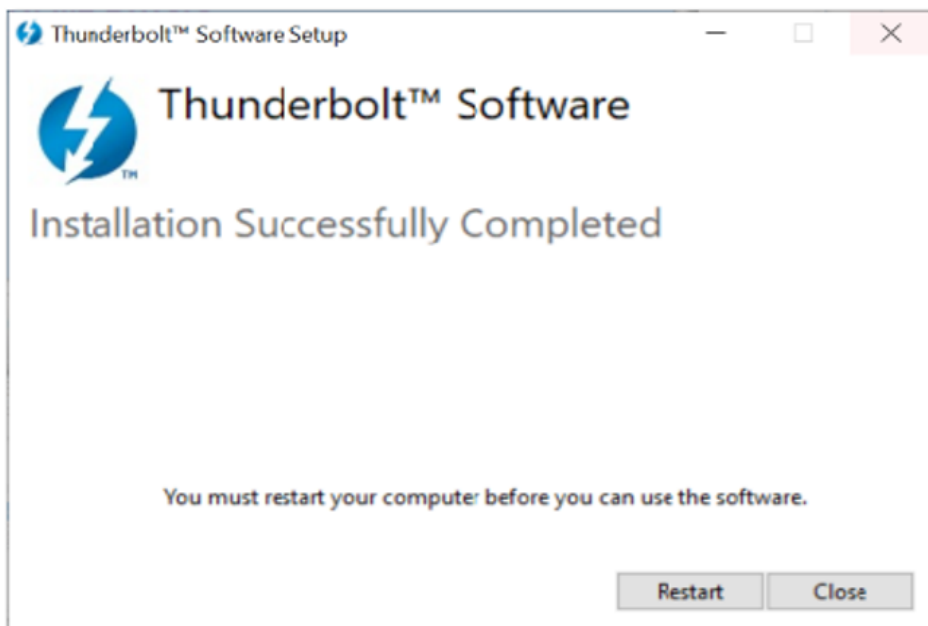 Thunderbolt™ Software Setup
Thunderbolt™ Software
TM
Installation Successfully Completed
You must restart your computer before you can use the software.
Restart Close